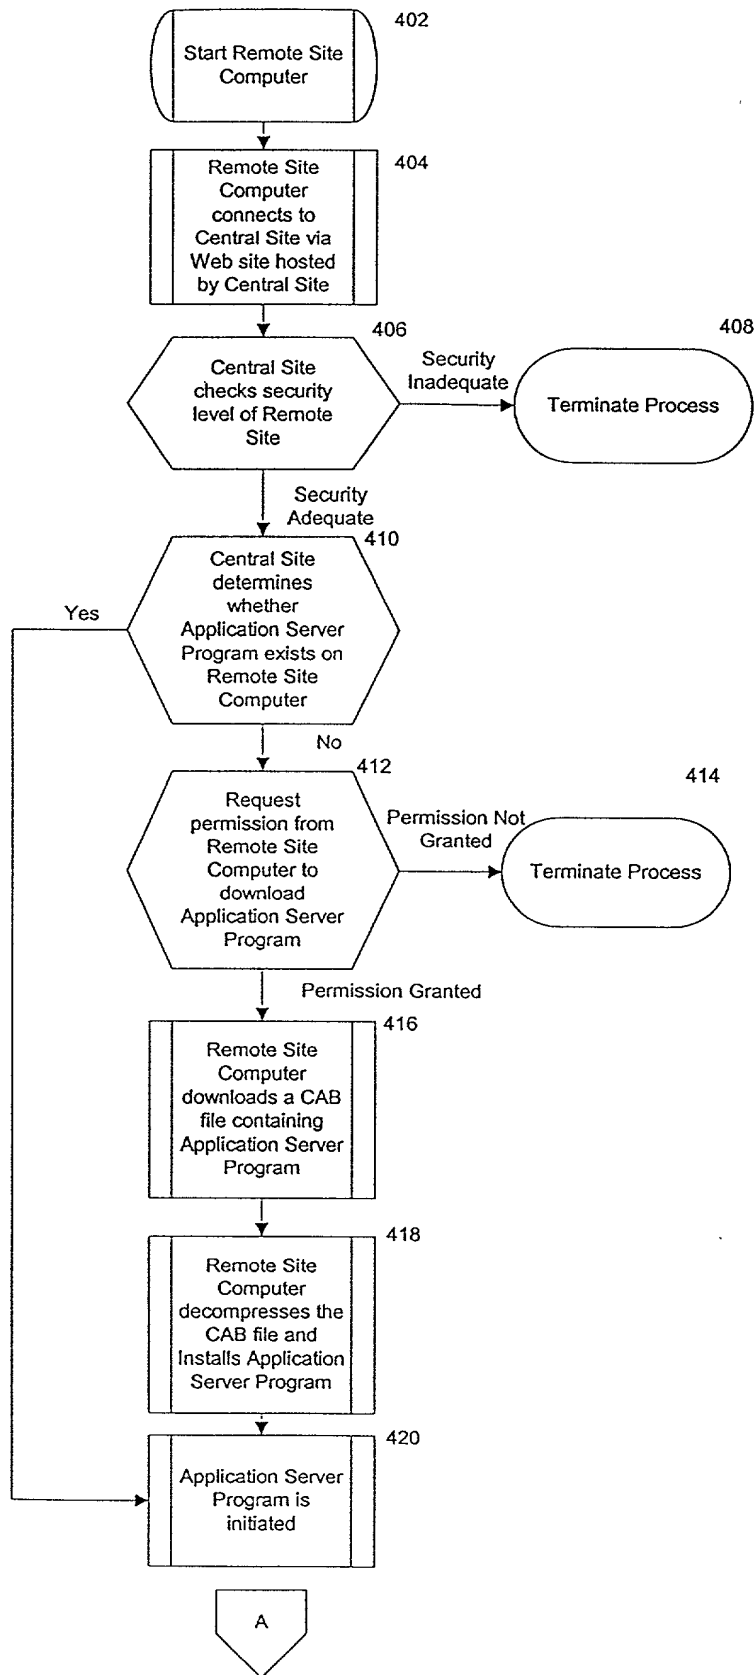 402
Start Remote Site
Computer
404
Remote Site
Computer
connects to
Central Site via
Web site hosted
by Central Site
406
Central Site
checks security
level of Remote
Site
Security
Inadequate
408
Terminate Process
Security
Adequate
410
Central Site
determines
whether
Application Server
Program exists on
Remote Site
Computer
Yes
No
412
Request
permission from
Remote Site
Computer to
download
Application Server
Program
Permission Not
Granted
414
Terminate Process
Permission Granted
416
Remote Site
Computer
downloads a CAB
file containing
Application Server
Program
418
Remote Site
Computer
decompresses the
CAB file and
Installs Application
Server Program
420
Application Server
Program is
initiated
A